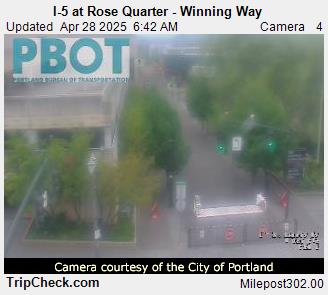 I-5 at Rose Quarter - Winning Way
Updated Apr 28 2025 6:42 AM Camera 4
PBOT
PORTLAND BUREAU OF TRANSPORTATION
Camera courtesy of the City of Portland
TripCheck.com Milepost302.00